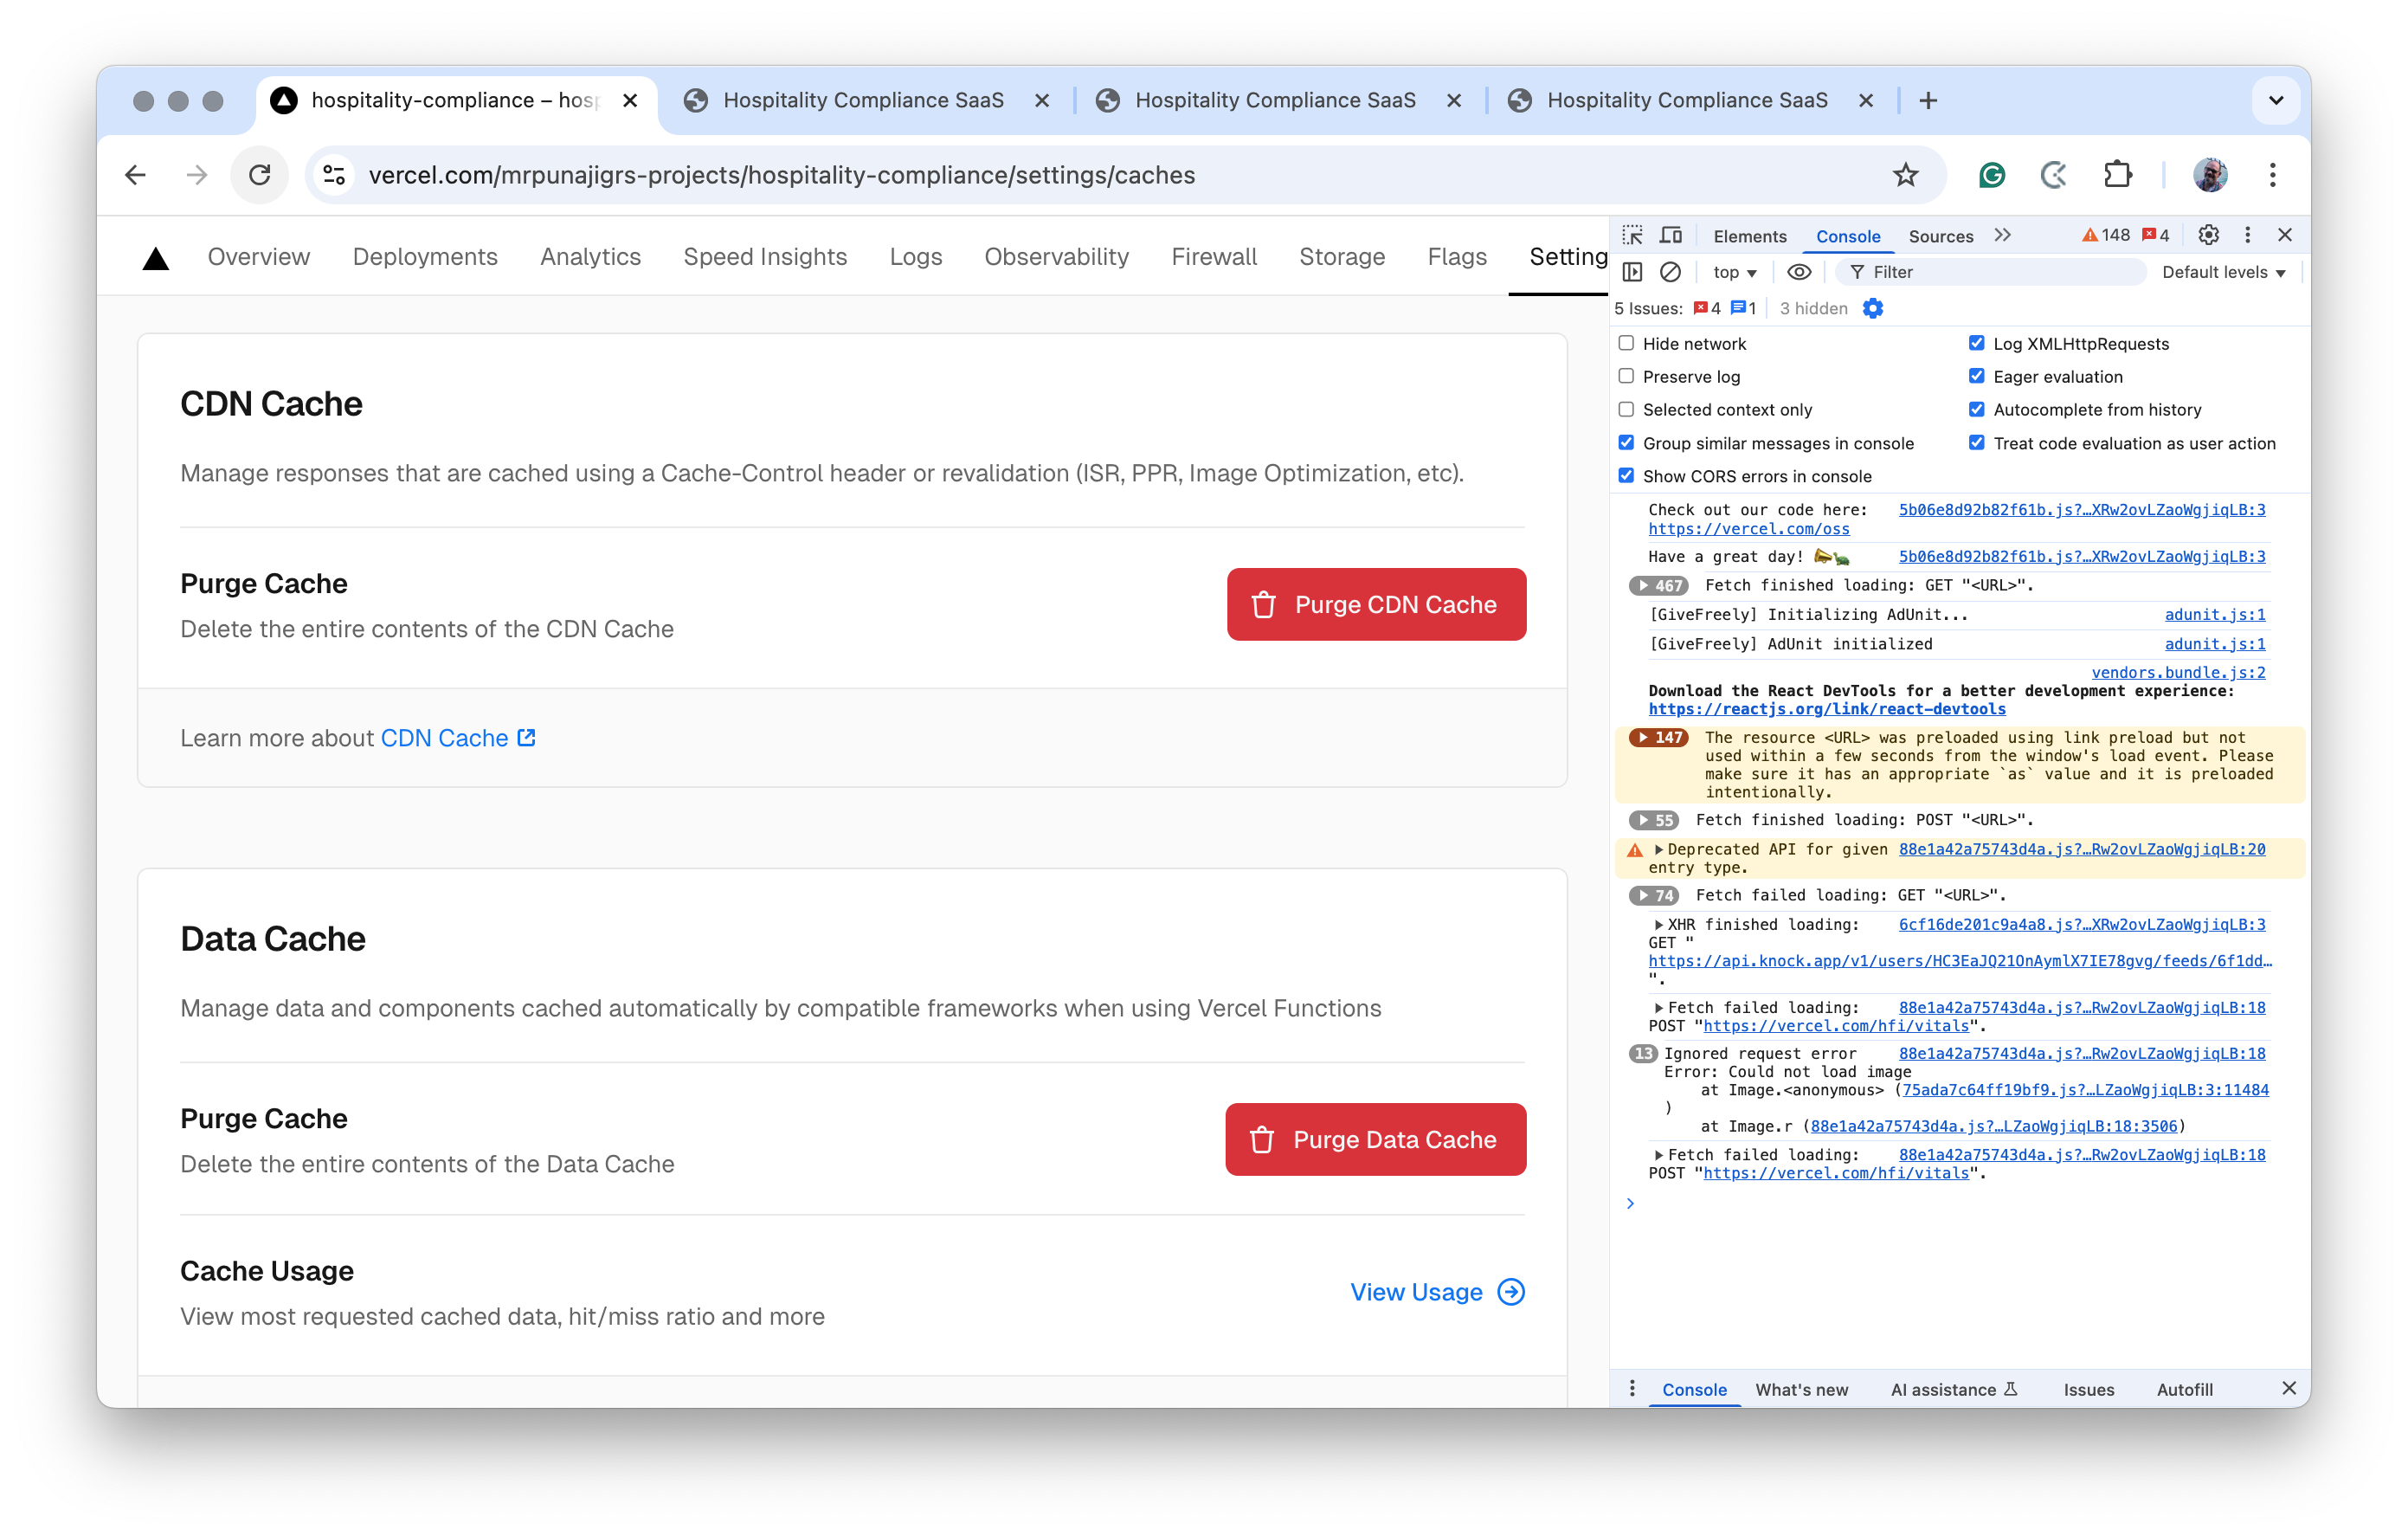 hospitality-compliance – hosp
Hospitality Compliance SaaS
Hospitality Compliance SaaS
Hospitality Compliance SaaS
vercel.com/mrpunajigrs-projects/hospitality-compliance/settings/caches
Overview Deployments Analytics Speed Insights Logs Observability Firewall Storage Flags Setting
CDN Cache
Manage responses that are cached using a Cache-Control header or revalidation (ISR, PPR, Image Optimization, etc).
Purge Cache
Delete the entire contents of the CDN Cache
Purge CDN Cache
Learn more about CDN Cache
Data Cache
Manage data and components cached automatically by compatible frameworks when using Vercel Functions
Purge Cache
Delete the entire contents of the Data Cache
Purge Data Cache
Cache Usage
View most requested cached data, hit/miss ratio and more
View Usage
Elements Console Sources 148 4
top Filter Default levels
5 Issues: 4 1 3 hidden
Hide network Log XMLHttpRequests
Preserve log Eager evaluation
Selected context only Autocomplete from history
Group similar messages in console Treat code evaluation as user action
Show CORS errors in console
Check out our code here: 5b06e8d92b82f61b.js?…XRw2ovLZaoWgjiqLB:3
https://vercel.com/oss
Have a great day! 📣🐢 5b06e8d92b82f61b.js?…XRw2ovLZaoWgjiqLB:3
467 Fetch finished loading: GET "<URL>".
[GiveFreely] Initializing AdUnit... adunit.js:1
[GiveFreely] AdUnit initialized adunit.js:1
vendors.bundle.js:2
Download the React DevTools for a better development experience:
https://reactjs.org/link/react-devtools
147 The resource <URL> was preloaded using link preload but not
used within a few seconds from the window's load event. Please
make sure it has an appropriate `as` value and it is preloaded
intentionally.
55 Fetch finished loading: POST "<URL>".
Deprecated API for given 88e1a42a75743d4a.js?…Rw2ovLZaoWgjiqLB:20
entry type.
74 Fetch failed loading: GET "<URL>".
XHR finished loading: 6cf16de201c9a4a8.js?…XRw2ovLZaoWgjiqLB:3
GET "
https://api.knock.app/v1/users/HC3EaJQ21OnAymlX7IE78gvg/feeds/6f1dd…
".
Fetch failed loading: 88e1a42a75743d4a.js?…Rw2ovLZaoWgjiqLB:18
POST "https://vercel.com/hfi/vitals".
13 Ignored request error 88e1a42a75743d4a.js?…Rw2ovLZaoWgjiqLB:18
Error: Could not load image
at Image.<anonymous> (75ada7c64ff19bf9.js?…LZaoWgjiqLB:3:11484
)
at Image.r (88e1a42a75743d4a.js?…LZaoWgjiqLB:18:3506)
Fetch failed loading: 88e1a42a75743d4a.js?…Rw2ovLZaoWgjiqLB:18
POST "https://vercel.com/hfi/vitals".
Console What's new AI assistance Issues Autofill